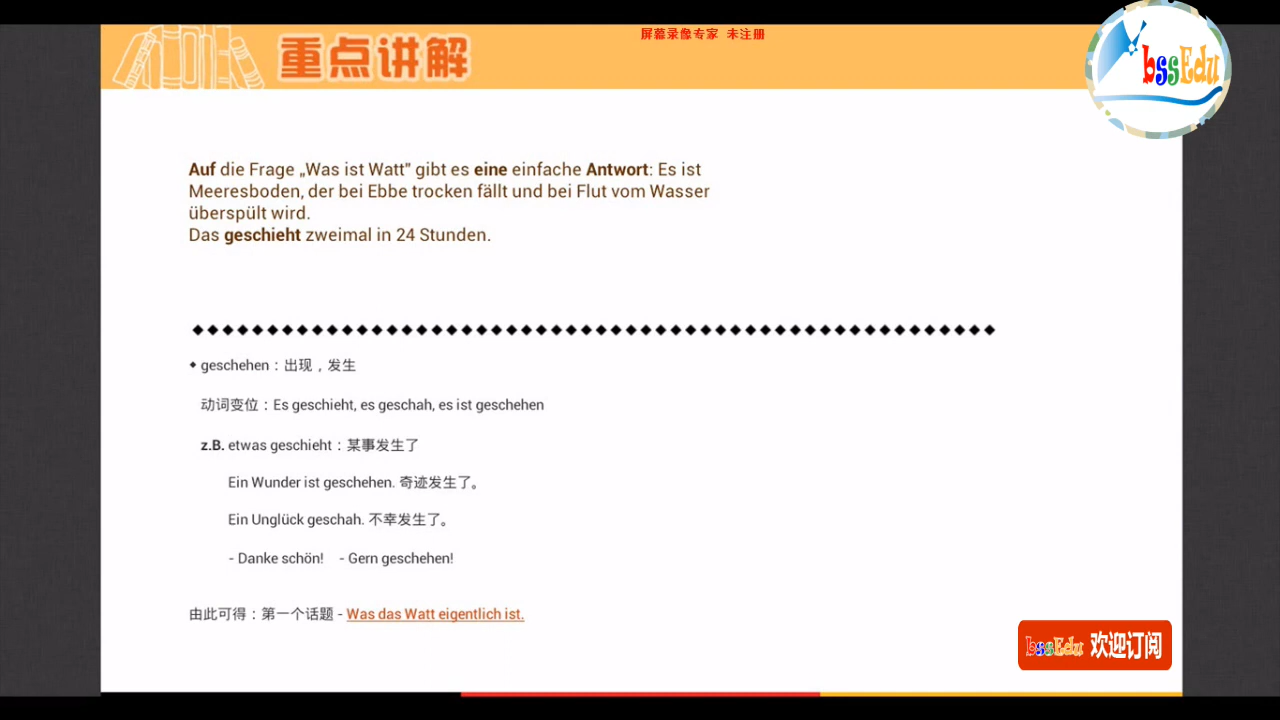 屏幕录像专家 未注册
重点讲解
bssEdu
Auf die Frage „Was ist Watt" gibt es eine einfache Antwort: Es ist
Meeresboden, der bei Ebbe trocken fällt und bei Flut vom Wasser
überspült wird.
Das geschieht zweimal in 24 Stunden.
geschehen：出现，发生
动词变位：Es geschieht, es geschah, es ist geschehen
z.B. etwas geschieht：某事发生了
Ein Wunder ist geschehen. 奇迹发生了。
Ein Unglück geschah. 不幸发生了。
- Danke schön! - Gern geschehen!
由此可得：第一个话题 - Was das Watt eigentlich ist.
bssEdu 欢迎订阅